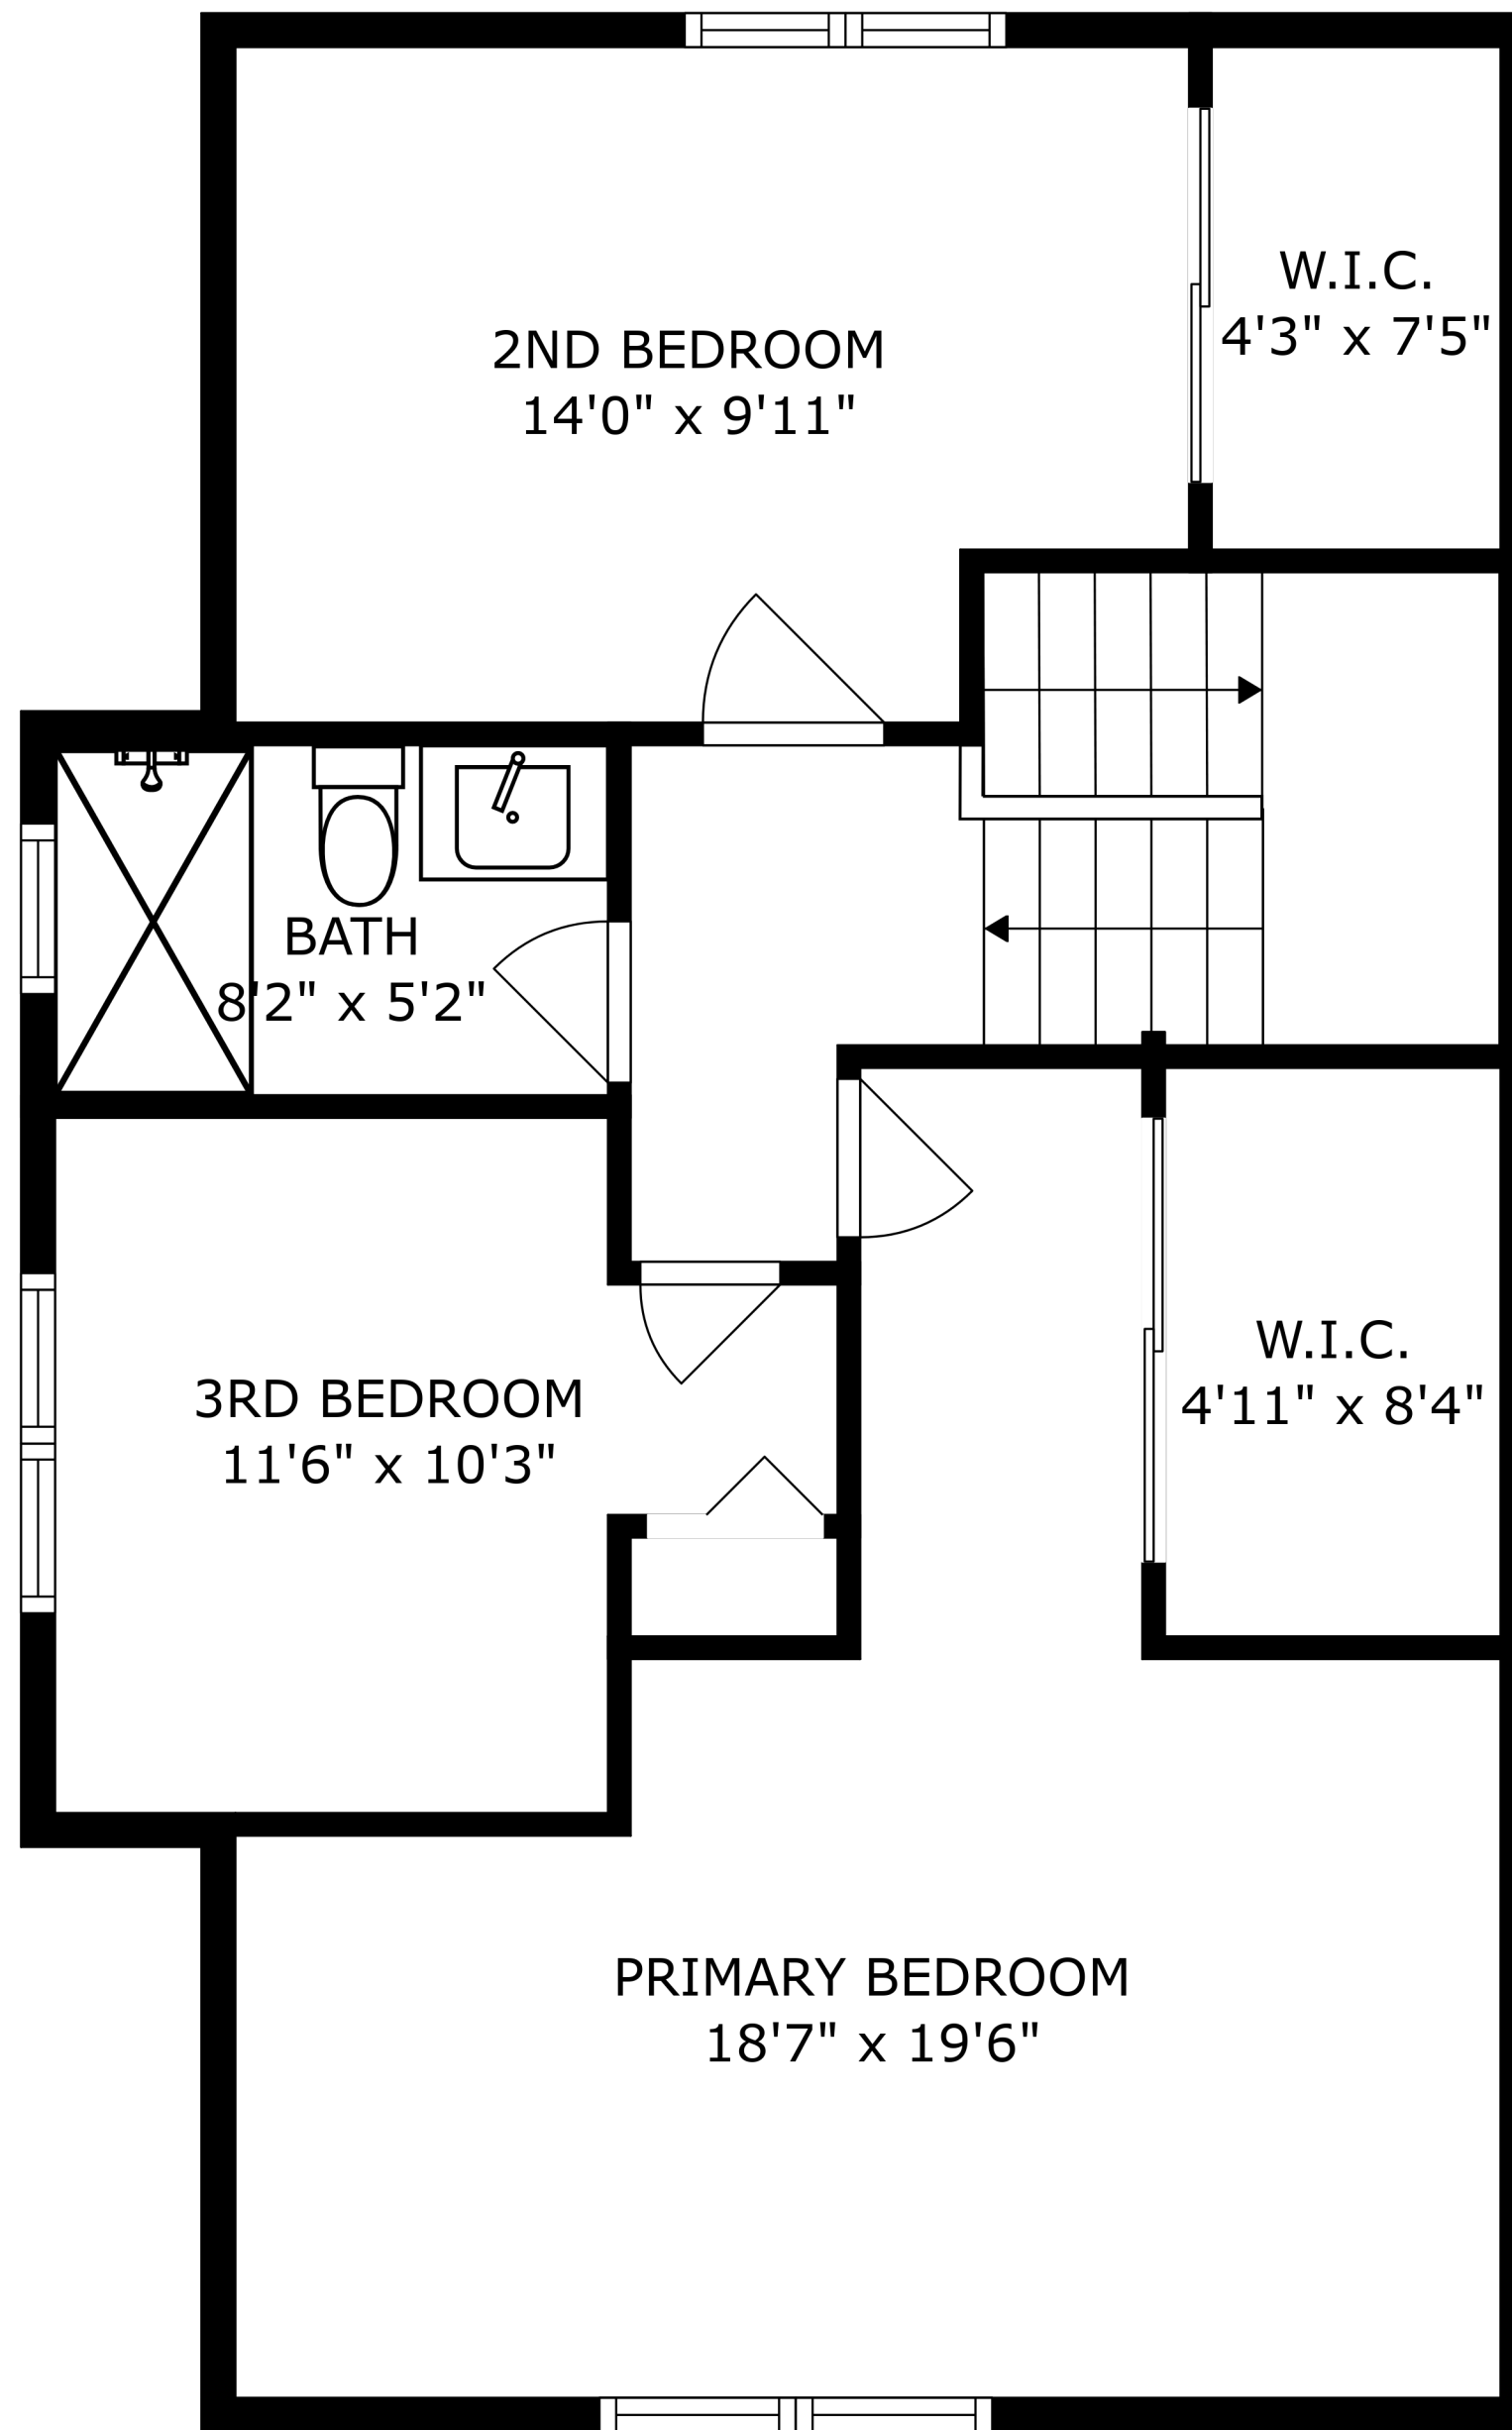 W.I.C.
4'3" x 7'5"
2ND BEDROOM
14'0" x 9'11"
BATH
8'2" x 5'2"
W.I.C.
4'11" x 8'4"
3RD BEDROOM
11'6" x 10'3"
PRIMARY BEDROOM
18'7" x 19'6"